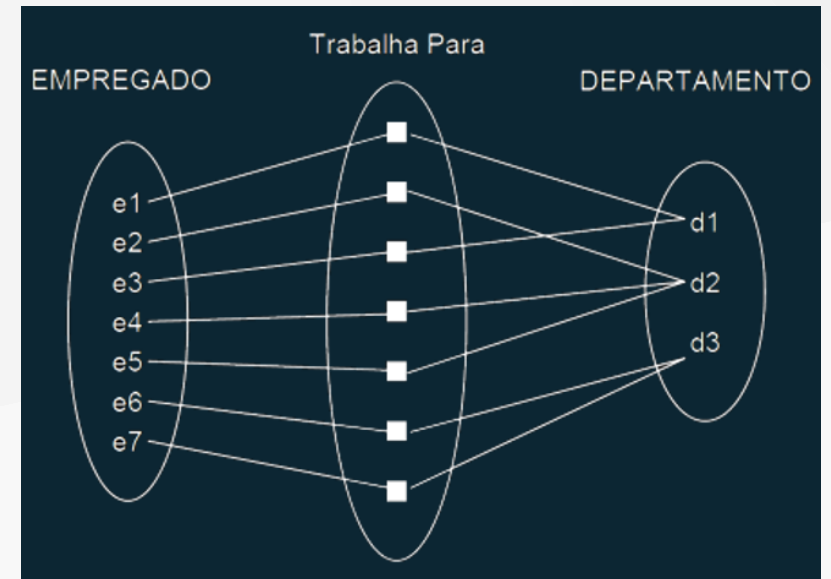 Trabalha Para
EMPREGADO
DEPARTAMENTO
e1
e2
e3
e4
e5
e6
e7
d1
d2
d3